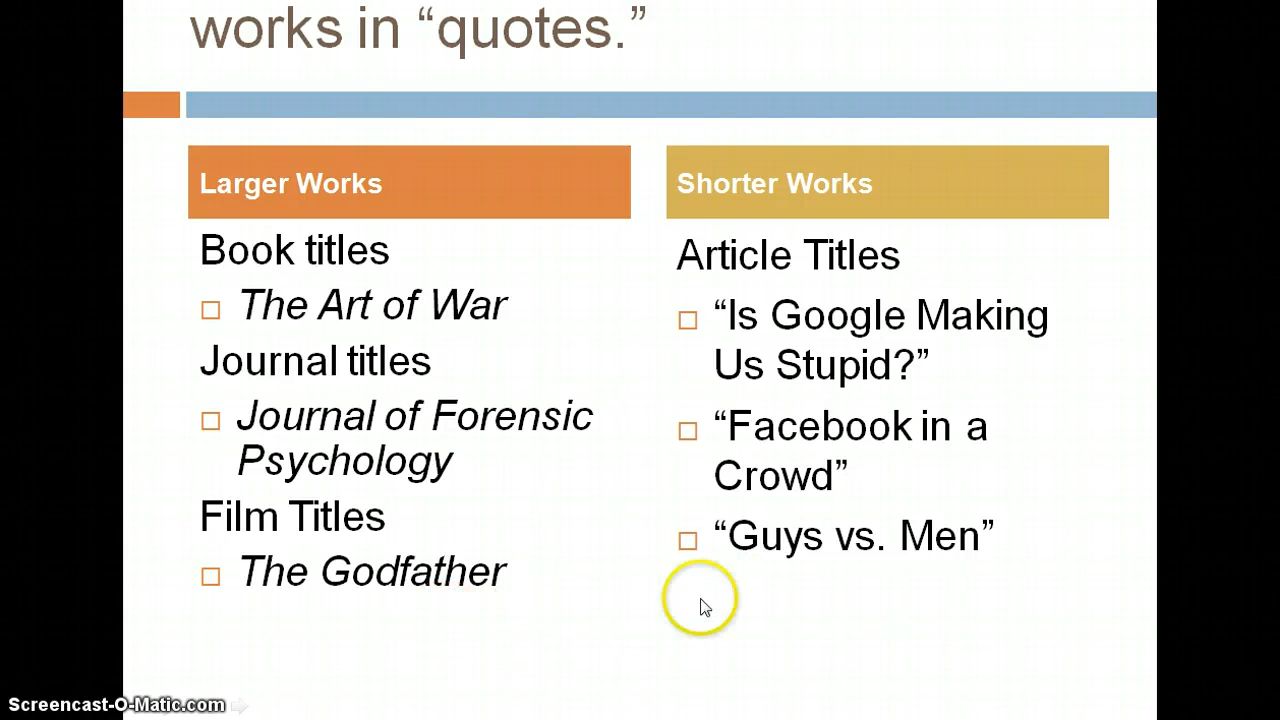 works in “quotes.”
Larger Works
Book titles
The Art of War
Journal titles
Journal of Forensic
Psychology
Film Titles
The Godfather
Shorter Works
Article Titles
“Is Google Making
Us Stupid?”
“Facebook in a
Crowd”
“Guys vs. Men”
Screencast-O-Matic.com